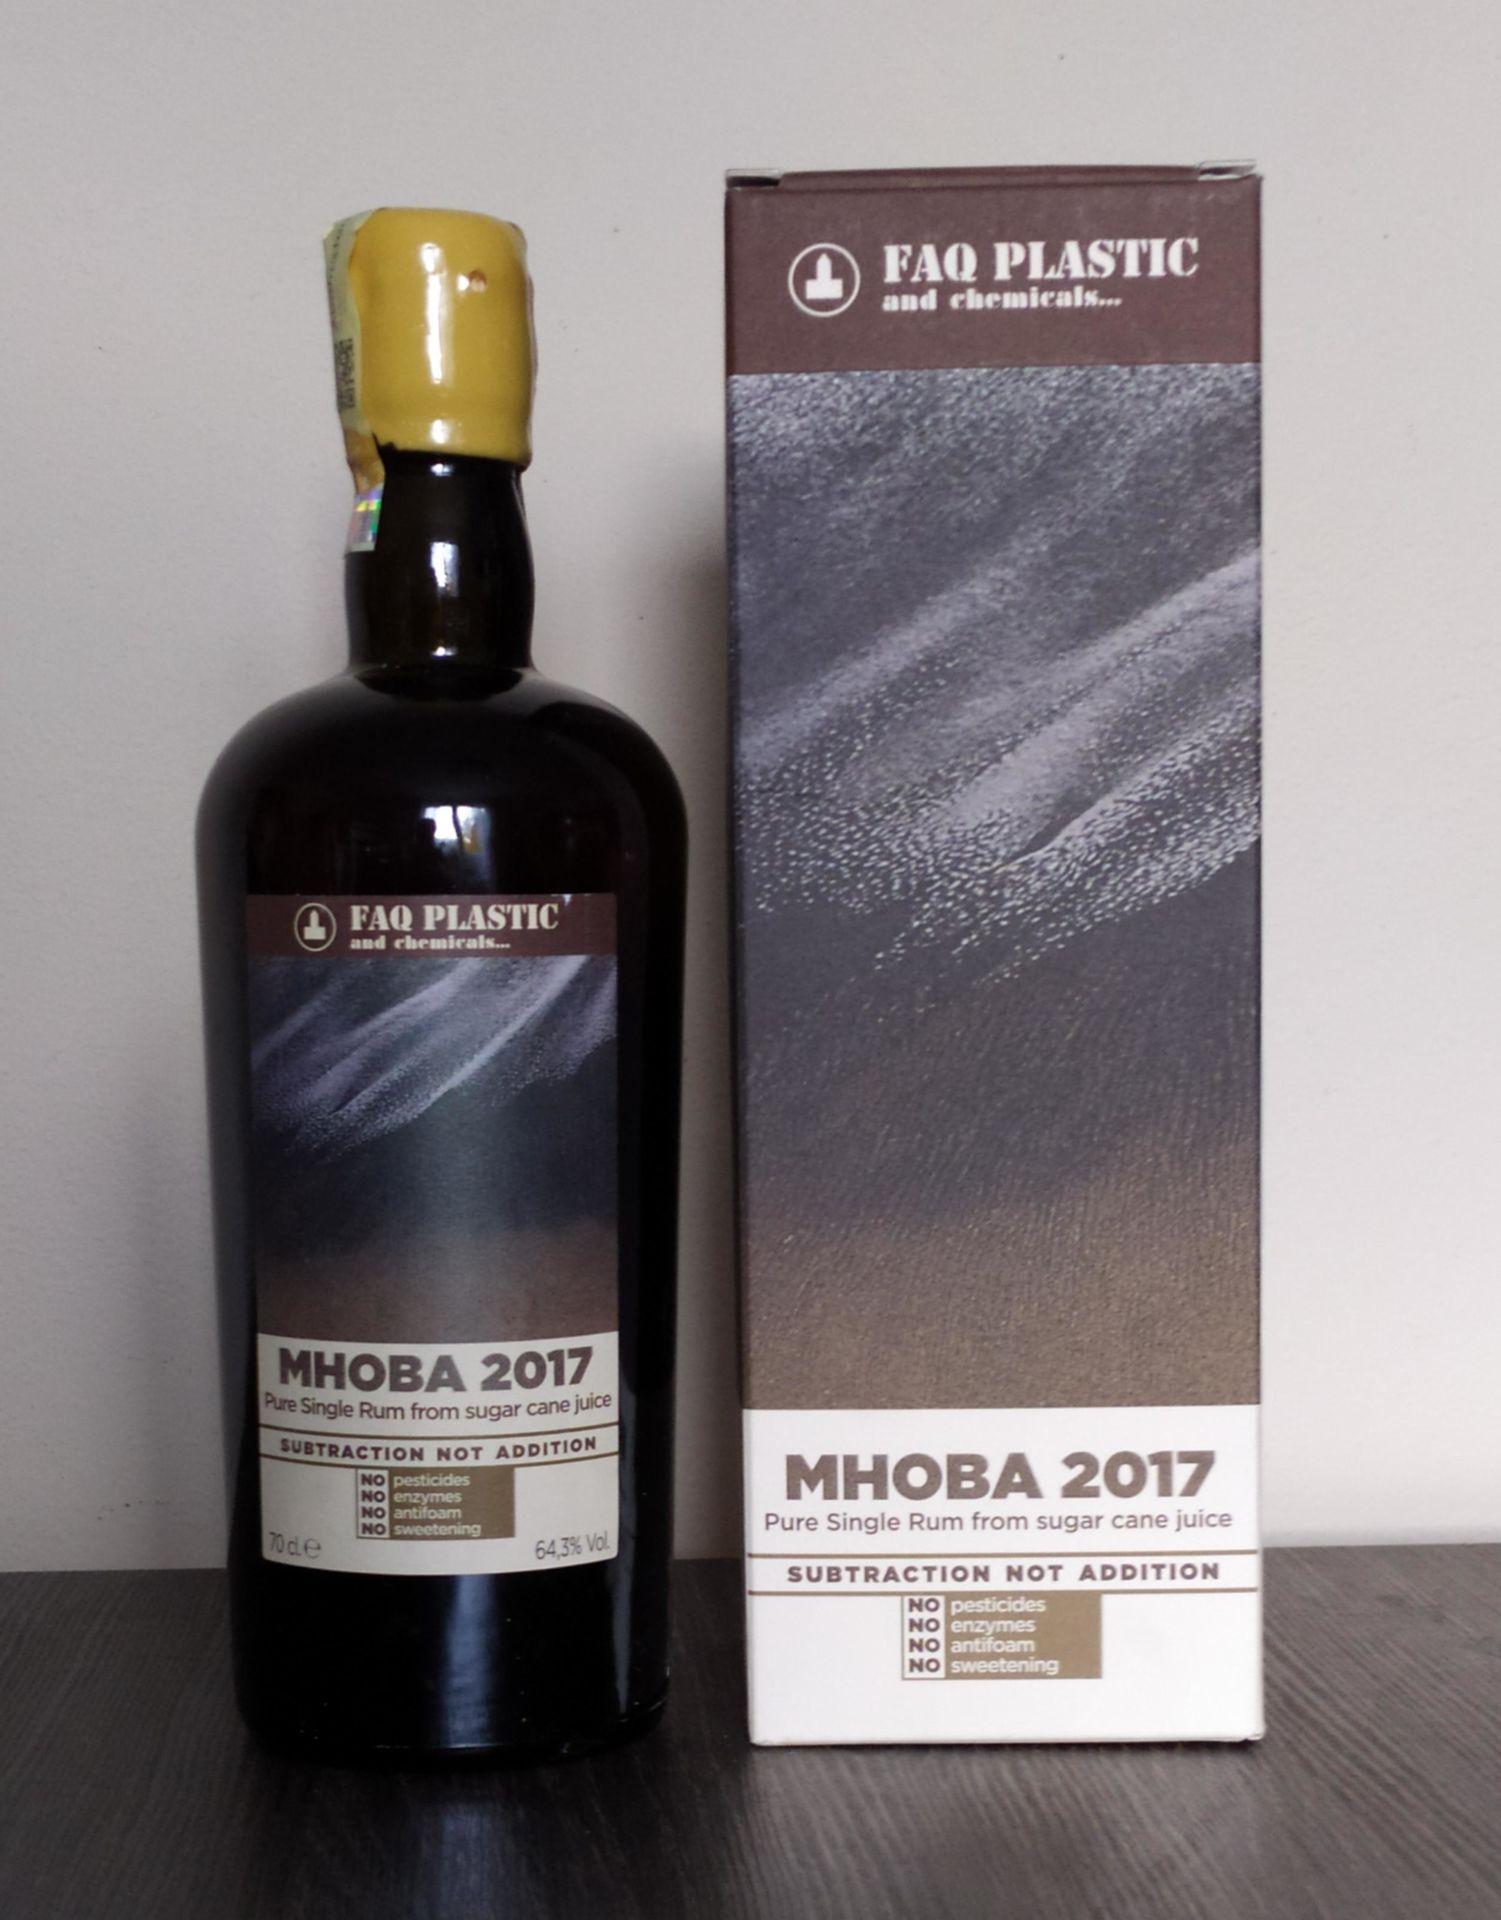 FAQ PLASTIC
and chemicals...
MHOBA 2017
Pure Single Rum from sugar cane juice
SUBTRACTION NOT ADDITION
NO pesticides
NO enzymes
NO antifoam
NO sweetening
70 cl. ℮
64,3% Vol.
FAQ PLASTIC
and chemicals...
MHOBA 2017
Pure Single Rum from sugar cane juice
SUBTRACTION NOT ADDITION
NO pesticides
NO enzymes
NO antifoam
NO sweetening